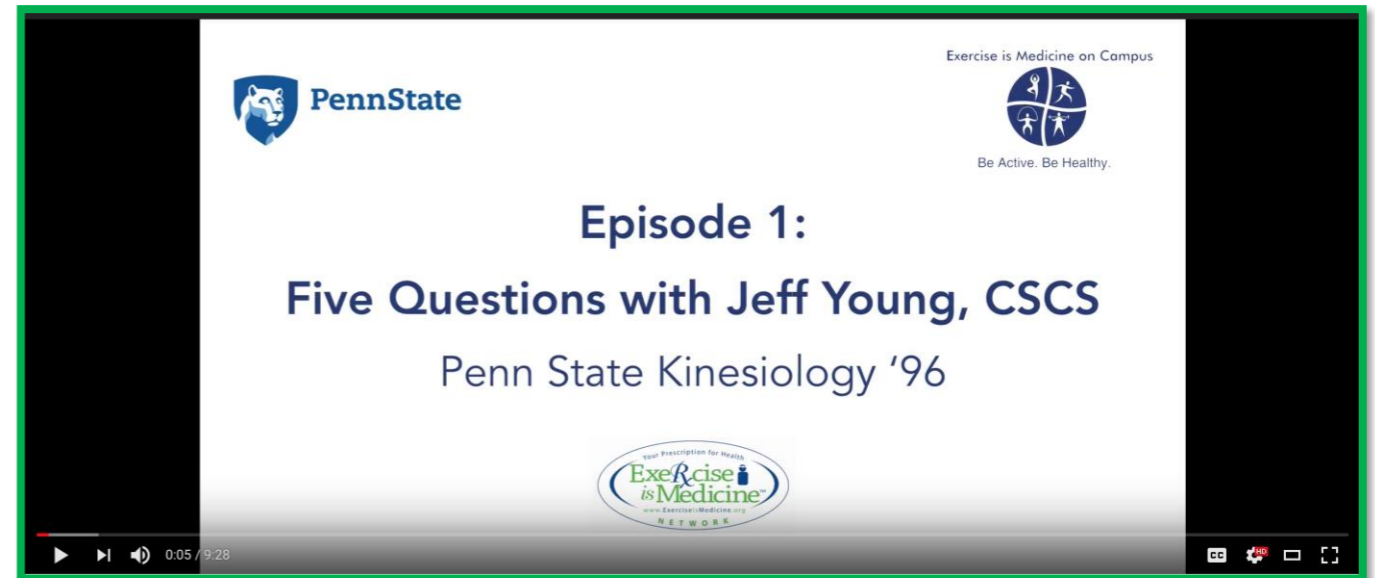 PennState
Exercise is Medicine on Campus
Be Active. Be Healthy.
Episode 1:
Five Questions with Jeff Young, CSCS
Penn State Kinesiology ‘96
Your Prescription for Health
ExeRcise
is Medicine™
www.ExerciseisMedicine.org
NETWORK
0:05 / 9:28
CC
HD